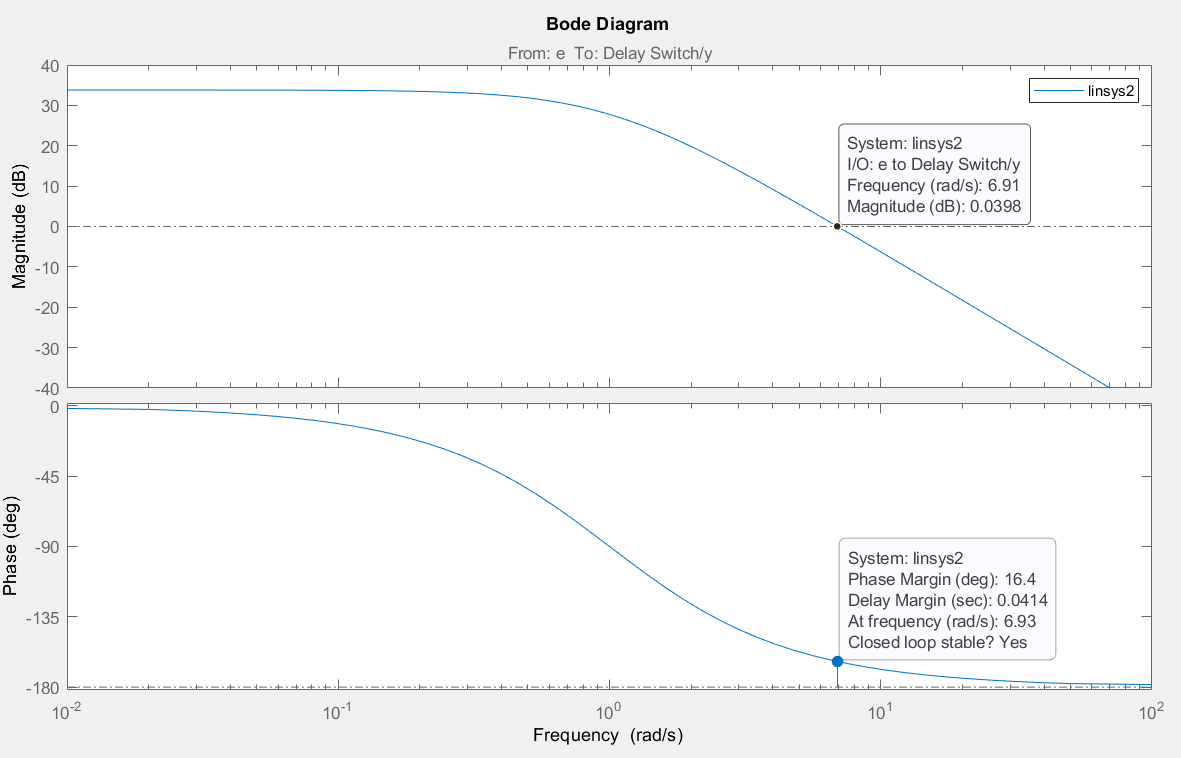 Bode Diagram
From: e  To: Delay Switch/y
Magnitude (dB)
40
30
20
10
0
-10
-20
-30
-40
linsys2
System: linsys2
I/O: e to Delay Switch/y
Frequency (rad/s): 6.91
Magnitude (dB): 0.0398
Phase (deg)
0
-45
-90
-135
-180
System: linsys2
Phase Margin (deg): 16.4
Delay Margin (sec): 0.0414
At frequency (rad/s): 6.93
Closed loop stable? Yes
10^-2 10^-1 10^0 10^1 10^2
Frequency  (rad/s)